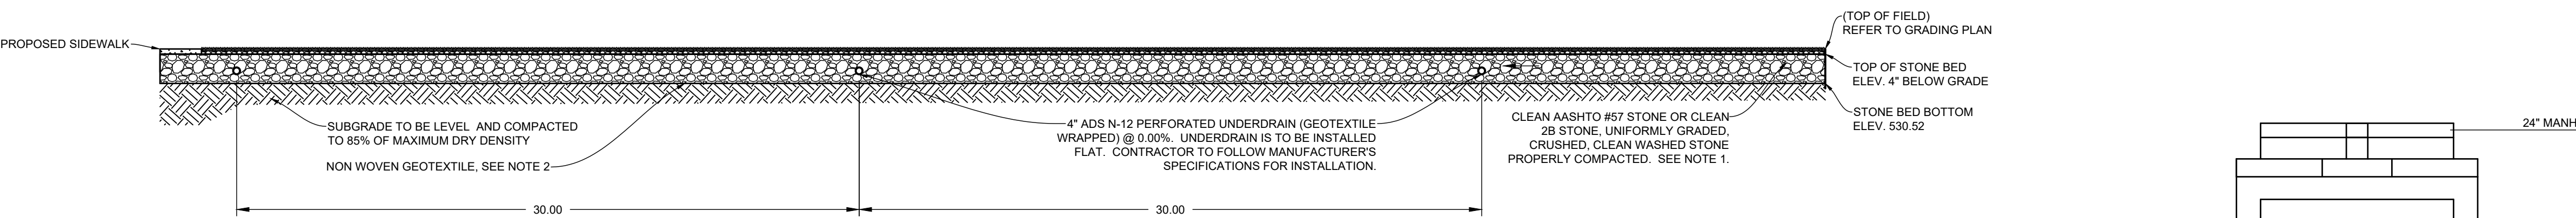 (TOP OF FIELD)
REFER TO GRADING PLAN
PROPOSED SIDEWALK
TOP OF STONE BED
ELEV. 4" BELOW GRADE
STONE BED BOTTOM
ELEV. 530.52
SUBGRADE TO BE LEVEL AND COMPACTED
TO 85% OF MAXIMUM DRY DENSITY
NON WOVEN GEOTEXTILE, SEE NOTE 2
4" ADS N-12 PERFORATED UNDERDRAIN (GEOTEXTILE
WRAPPED) @ 0.00%. UNDERDRAIN IS TO BE INSTALLED
FLAT. CONTRACTOR TO FOLLOW MANUFACTURER'S
SPECIFICATIONS FOR INSTALLATION.
CLEAN AASHTO #57 STONE OR CLEAN
2B STONE, UNIFORMLY GRADED,
CRUSHED, CLEAN WASHED STONE
PROPERLY COMPACTED. SEE NOTE 1.
24" MANH
30.00
30.00